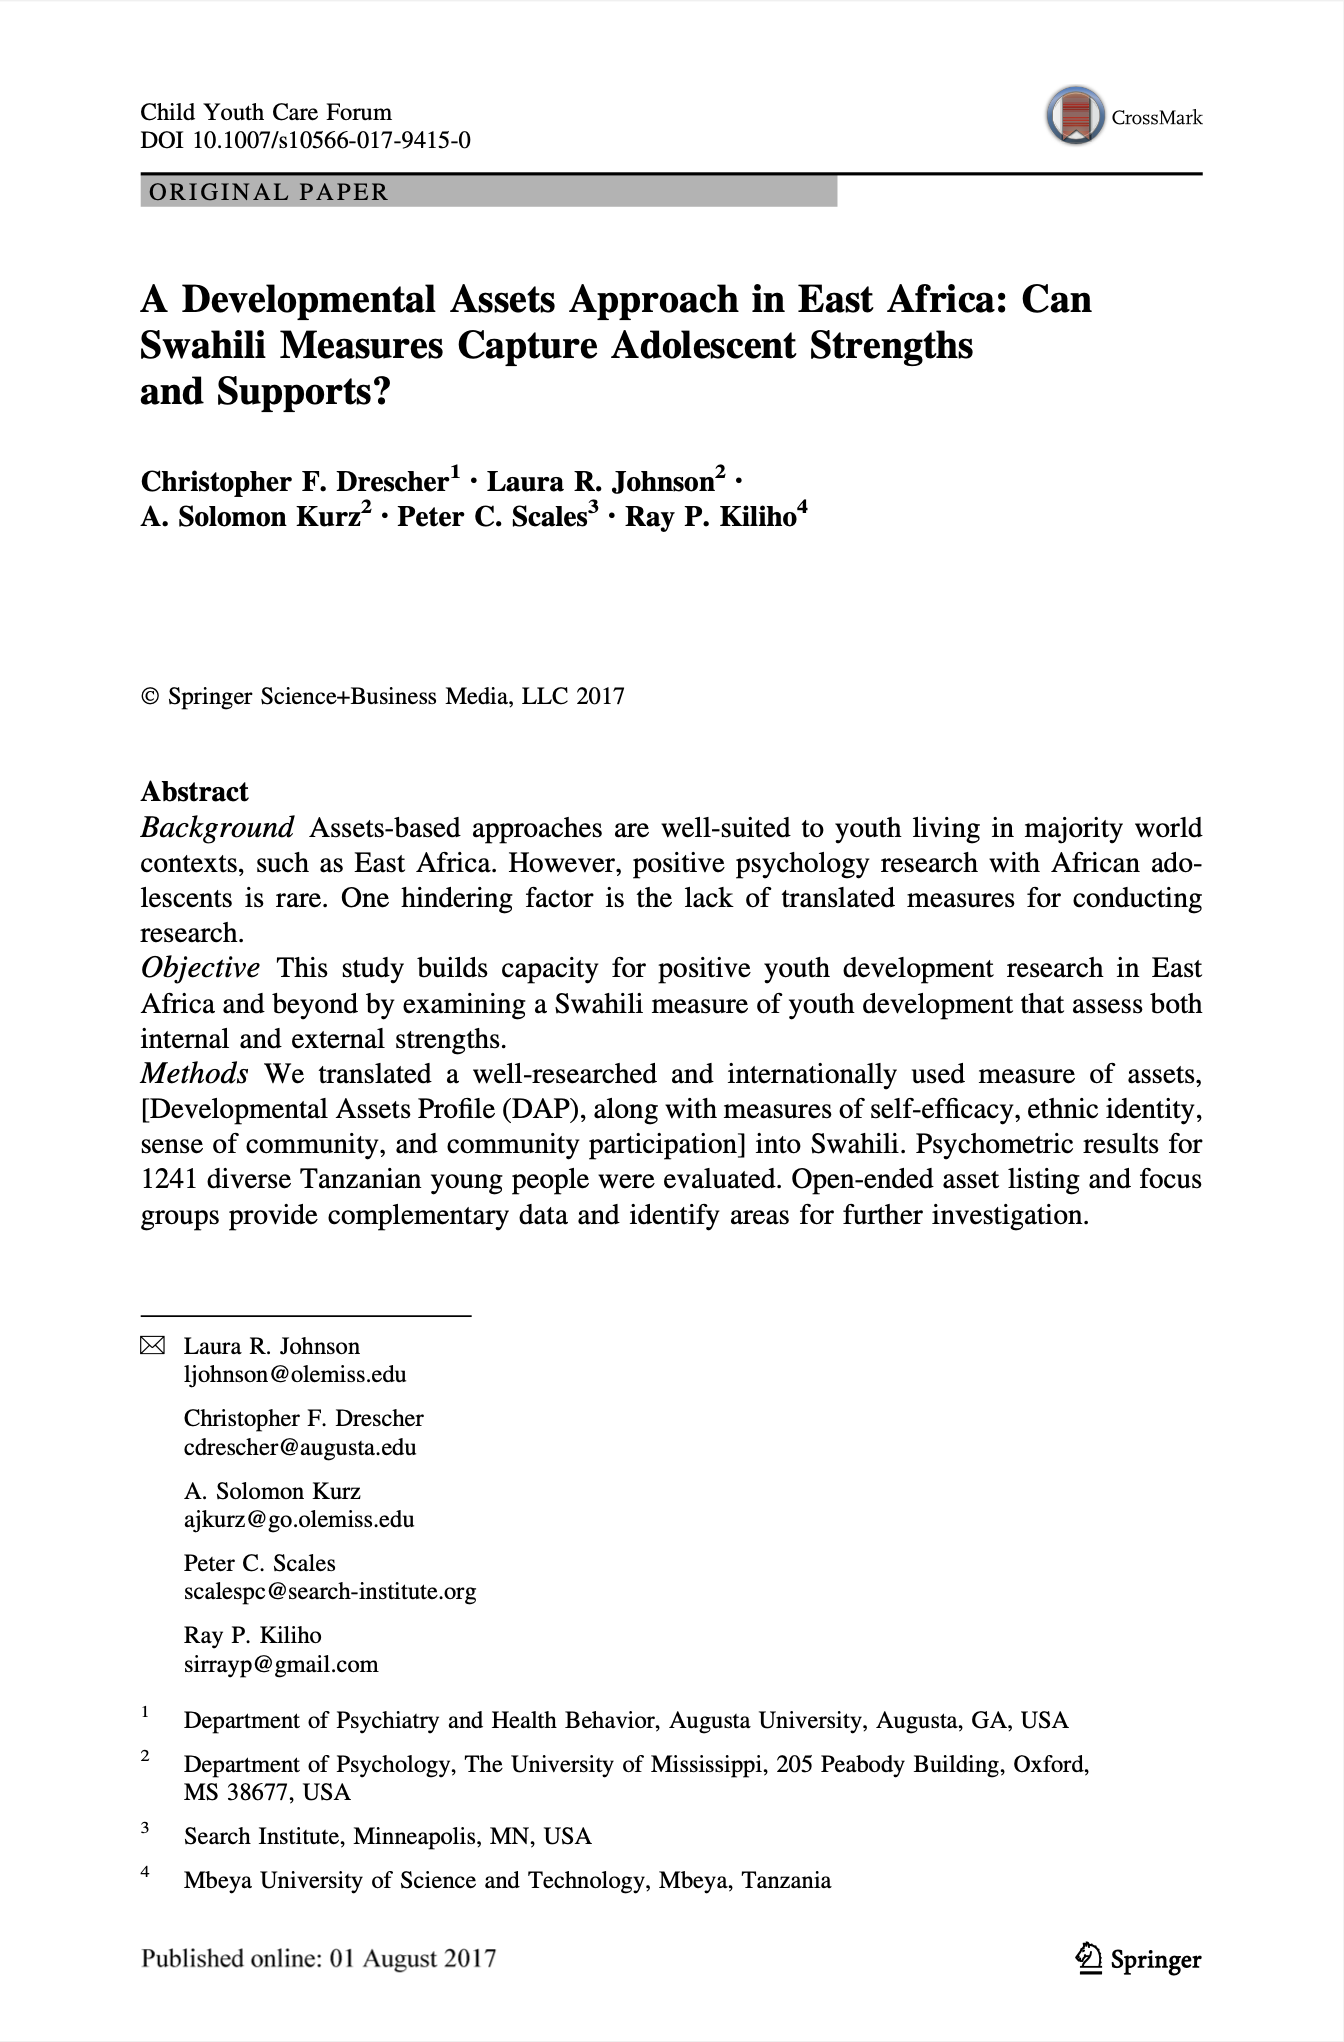 Child Youth Care Forum
DOI 10.1007/s10566-017-9415-0
CrossMark
ORIGINAL PAPER
A Developmental Assets Approach in East Africa: Can
Swahili Measures Capture Adolescent Strengths
and Supports?
Christopher F. Drescher1 · Laura R. Johnson2 ·
A. Solomon Kurz2 · Peter C. Scales3 · Ray P. Kiliho4
© Springer Science+Business Media, LLC 2017
Abstract
Background Assets-based approaches are well-suited to youth living in majority world
contexts, such as East Africa. However, positive psychology research with African ado-
lescents is rare. One hindering factor is the lack of translated measures for conducting
research.
Objective This study builds capacity for positive youth development research in East
Africa and beyond by examining a Swahili measure of youth development that assess both
internal and external strengths.
Methods We translated a well-researched and internationally used measure of assets,
[Developmental Assets Profile (DAP), along with measures of self-efficacy, ethnic identity,
sense of community, and community participation] into Swahili. Psychometric results for
1241 diverse Tanzanian young people were evaluated. Open-ended asset listing and focus
groups provide complementary data and identify areas for further investigation.
Laura R. Johnson
ljohnson@olemiss.edu
Christopher F. Drescher
cdrescher@augusta.edu
A. Solomon Kurz
ajkurz@go.olemiss.edu
Peter C. Scales
scalespc@search-institute.org
Ray P. Kiliho
sirrayp@gmail.com
1 Department of Psychiatry and Health Behavior, Augusta University, Augusta, GA, USA
2 Department of Psychology, The University of Mississippi, 205 Peabody Building, Oxford,
MS 38677, USA
3 Search Institute, Minneapolis, MN, USA
4 Mbeya University of Science and Technology, Mbeya, Tanzania
Published online: 01 August 2017
Springer